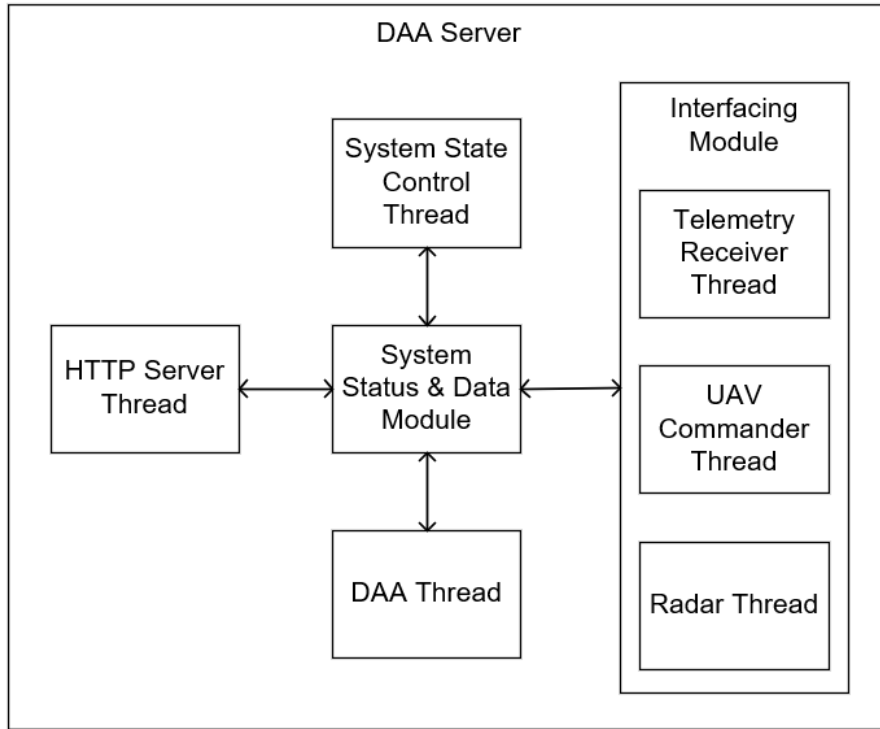 DAA Server
System State
Control
Thread
HTTP Server
Thread
System
Status & Data
Module
DAA Thread
Interfacing
Module
Telemetry
Receiver
Thread
UAV
Commander
Thread
Radar Thread